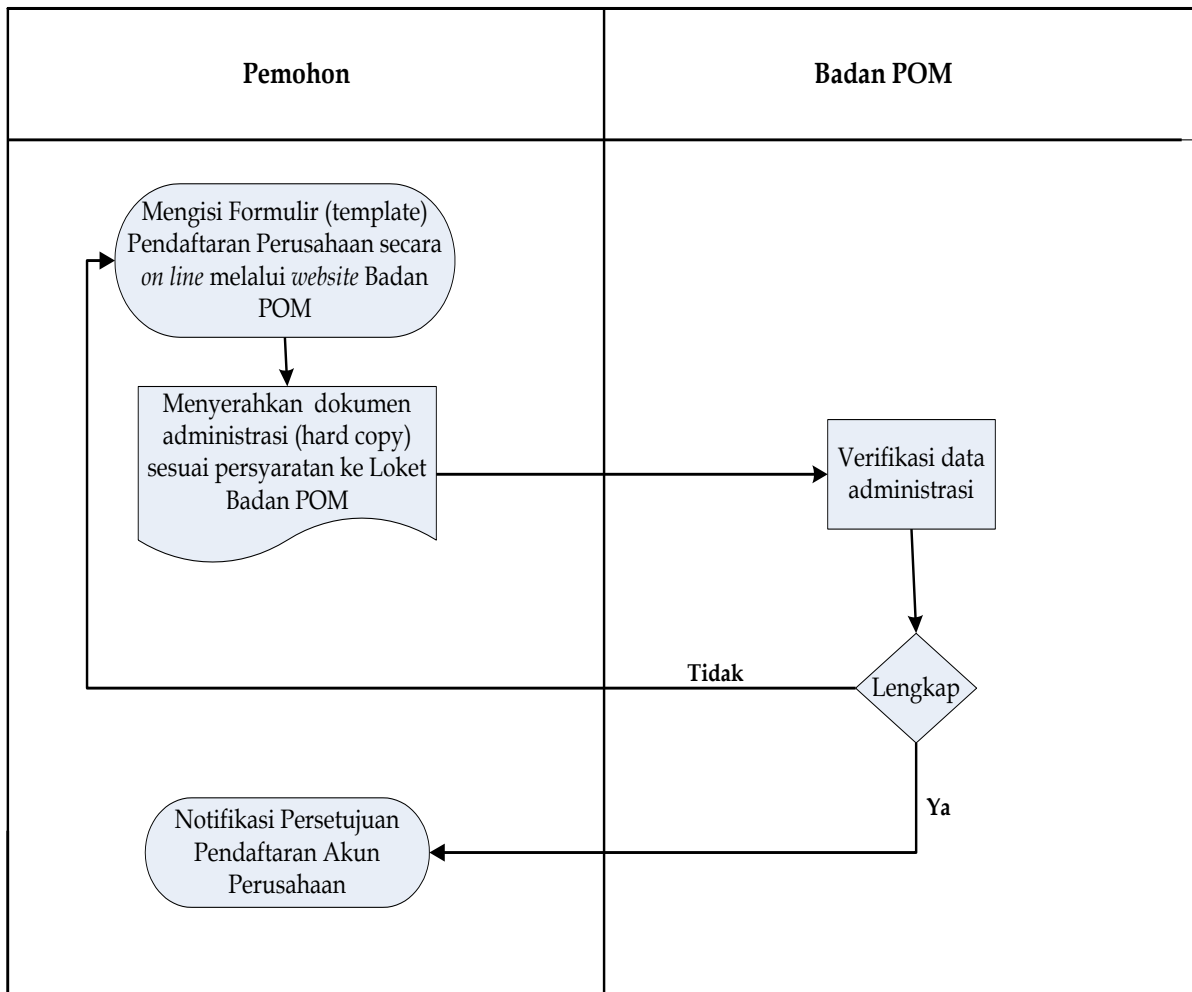 Pemohon
Badan POM
Mengisi Formulir (template)
Pendaftaran Perusahaan secara
on line melalui website Badan
POM
Menyerahkan dokumen
administrasi (hard copy)
sesuai persyaratan ke Loket
Badan POM
Verifikasi data
administrasi
Lengkap
Tidak
Ya
Notifikasi Persetujuan
Pendaftaran Akun
Perusahaan